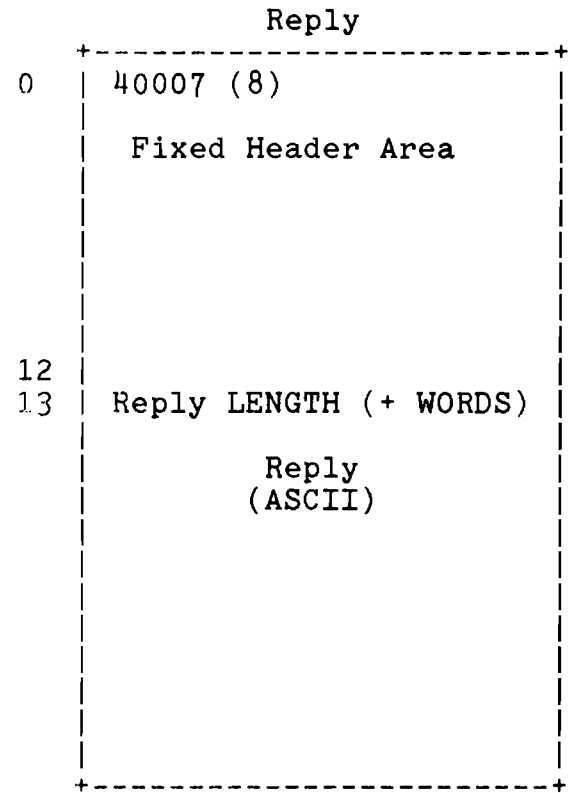 Reply
+-----------------------+
0 | 40007 (8) |
Fixed Header Area
12
13 | Reply LENGTH (+ WORDS) |
Reply
(ASCII)
+-----------------------+